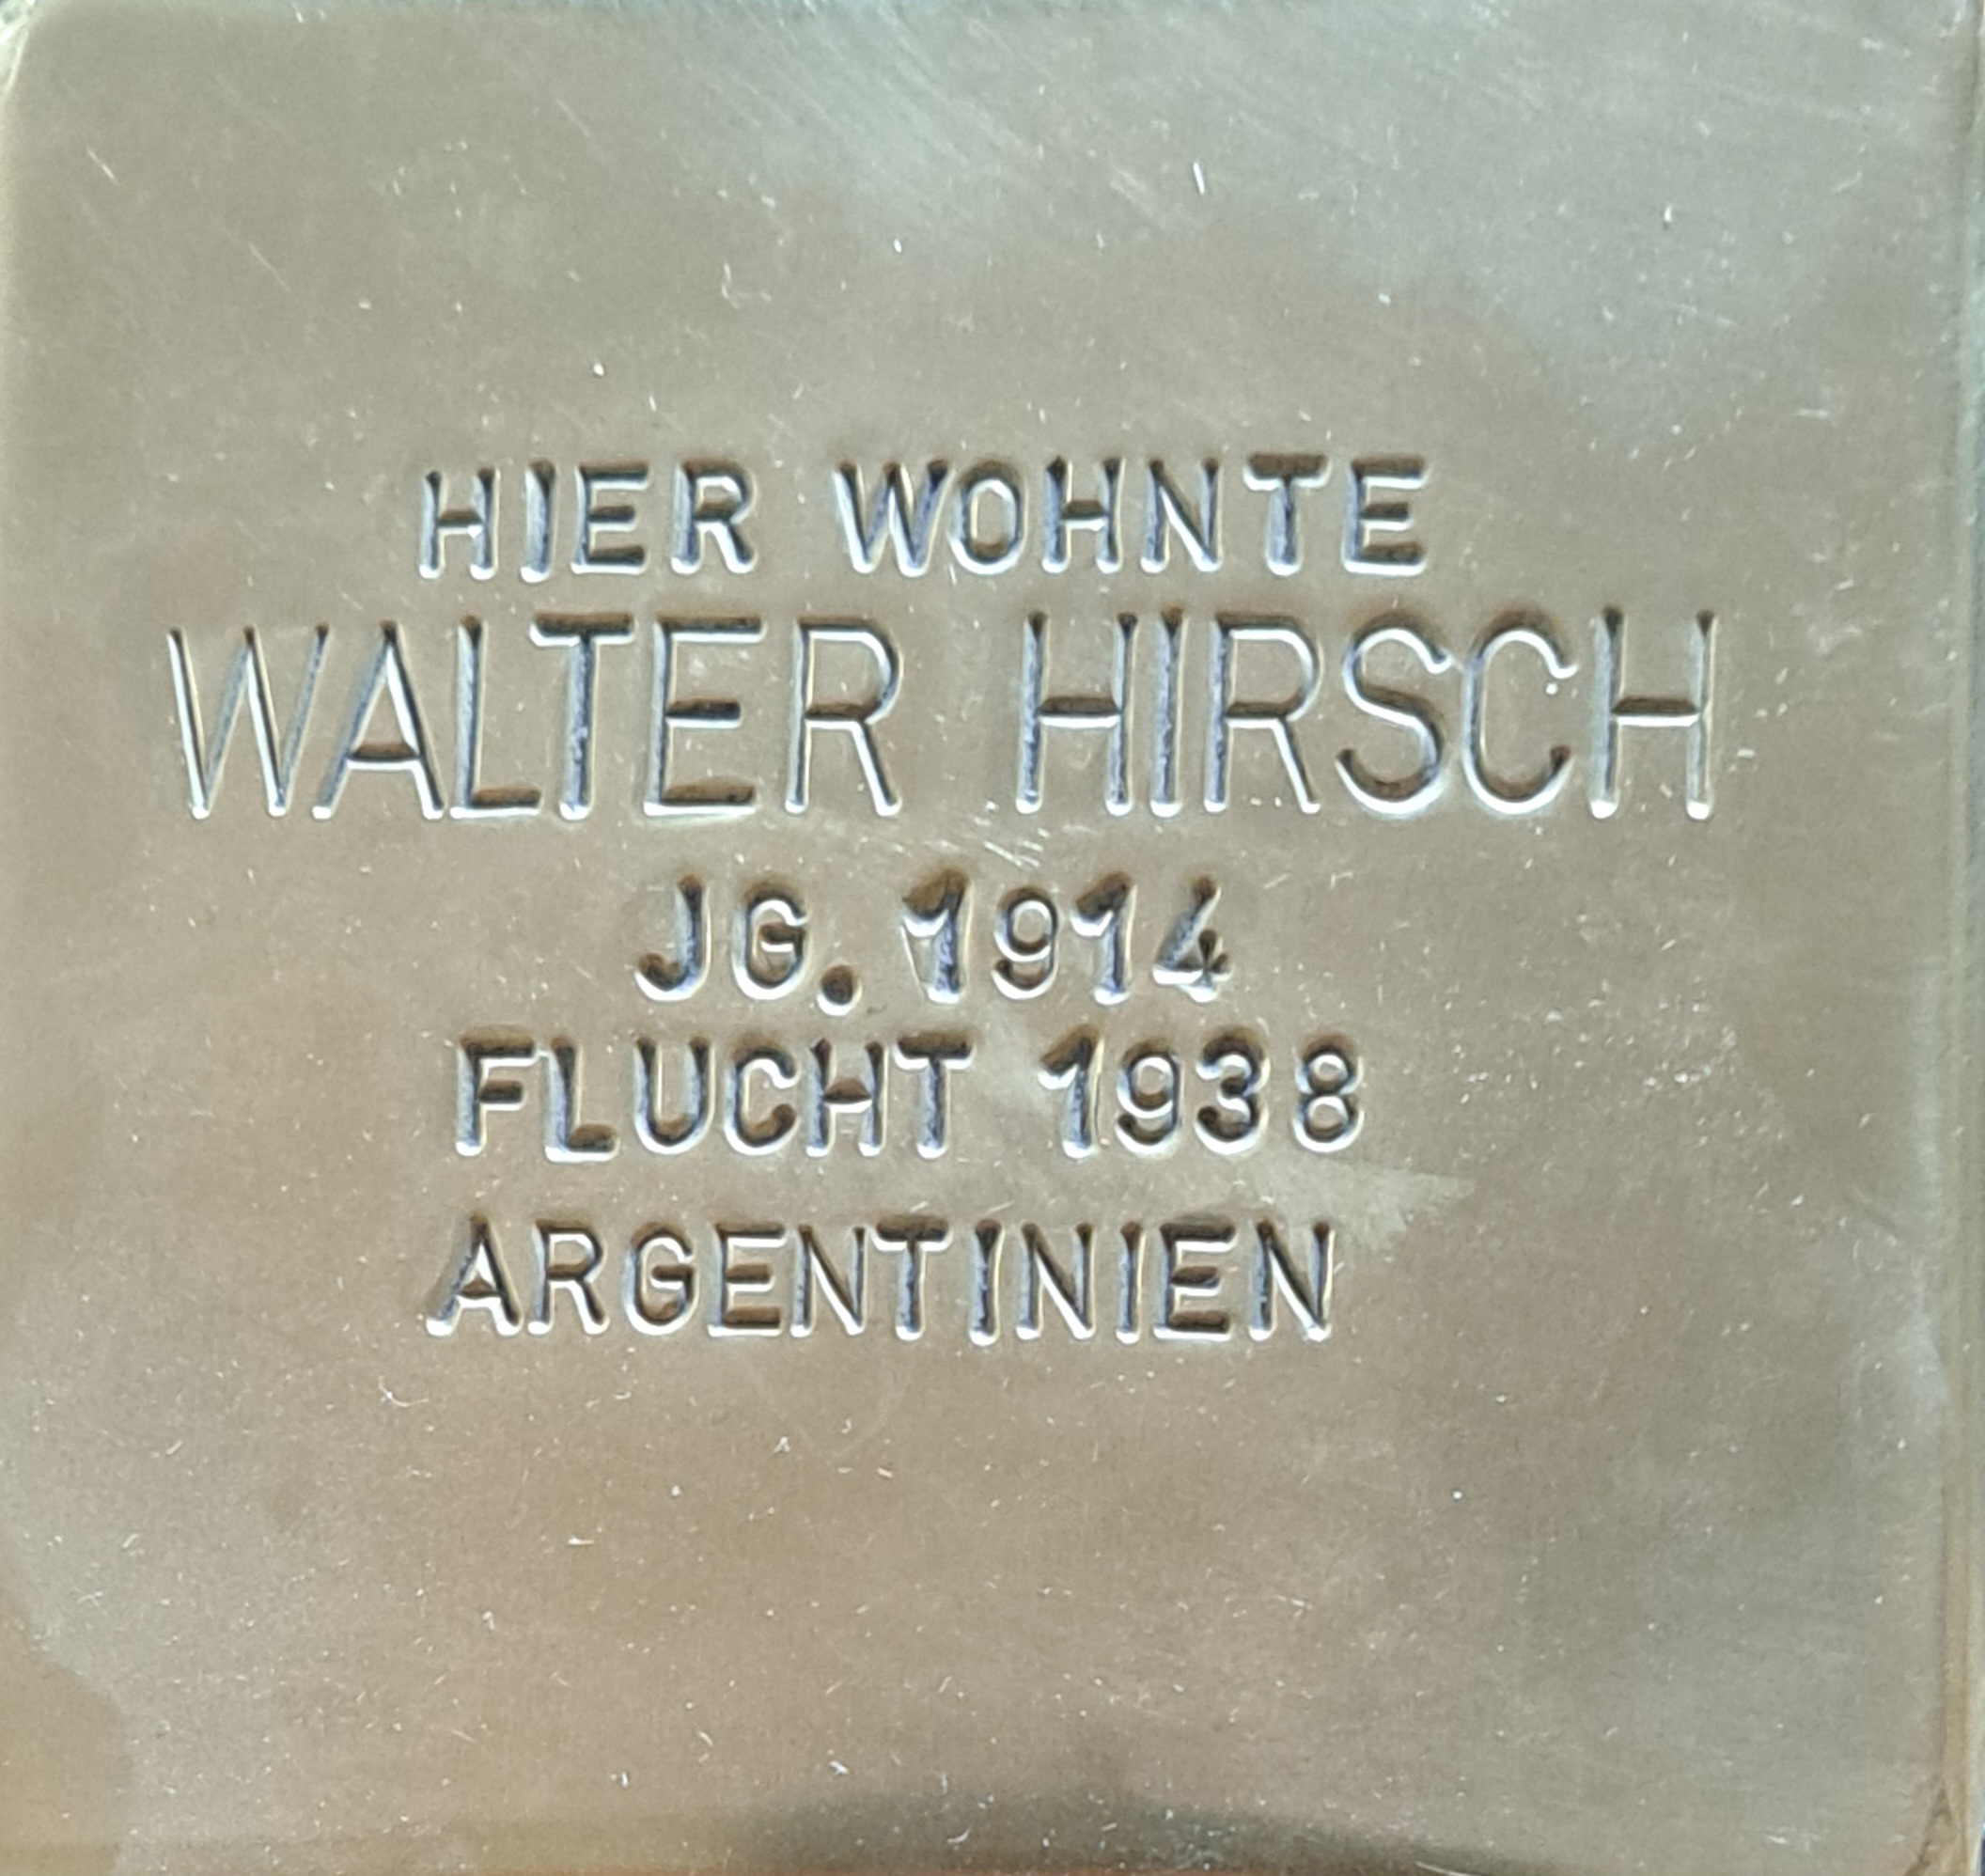 HIER WOHNTE
WALTER HIRSCH
JG. 1914
FLUCHT 1938
ARGENTINIEN